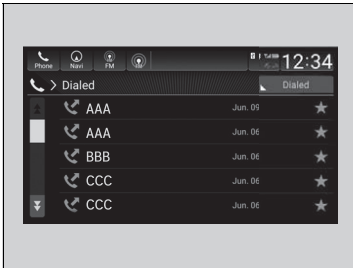 Phone Navi FM 12:34
Dialed Dialed
AAA Jun. 09
AAA Jun. 06
BBB Jun. 06
CCC Jun. 06
CCC Jun. 06